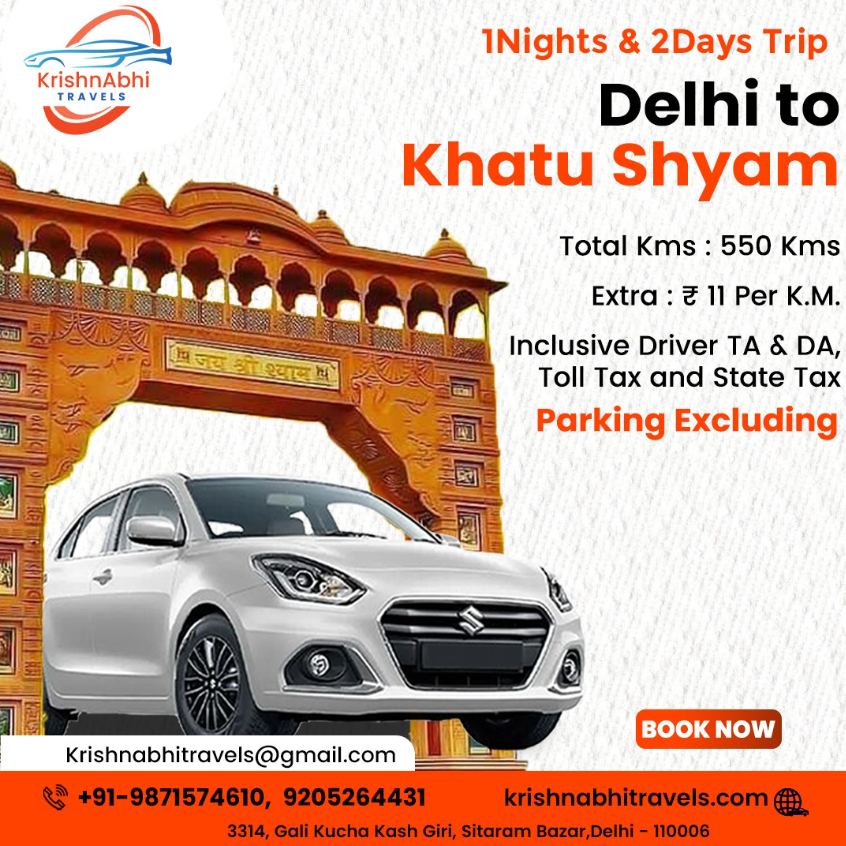 KrishnAbhi
TRAVELS
1Nights & 2Days Trip
Delhi to
Khatu Shyam
Total Kms : 550 Kms
Extra : ₹ 11 Per K.M.
Inclusive Driver TA & DA,
Toll Tax and State Tax
Parking Excluding
जय श्री श्याम
BOOK NOW
Krishnabhitravels@gmail.com
+91-9871574610, 9205264431
krishnabhitravels.com
3314, Gali Kucha Kash Giri, Sitaram Bazar,Delhi - 110006